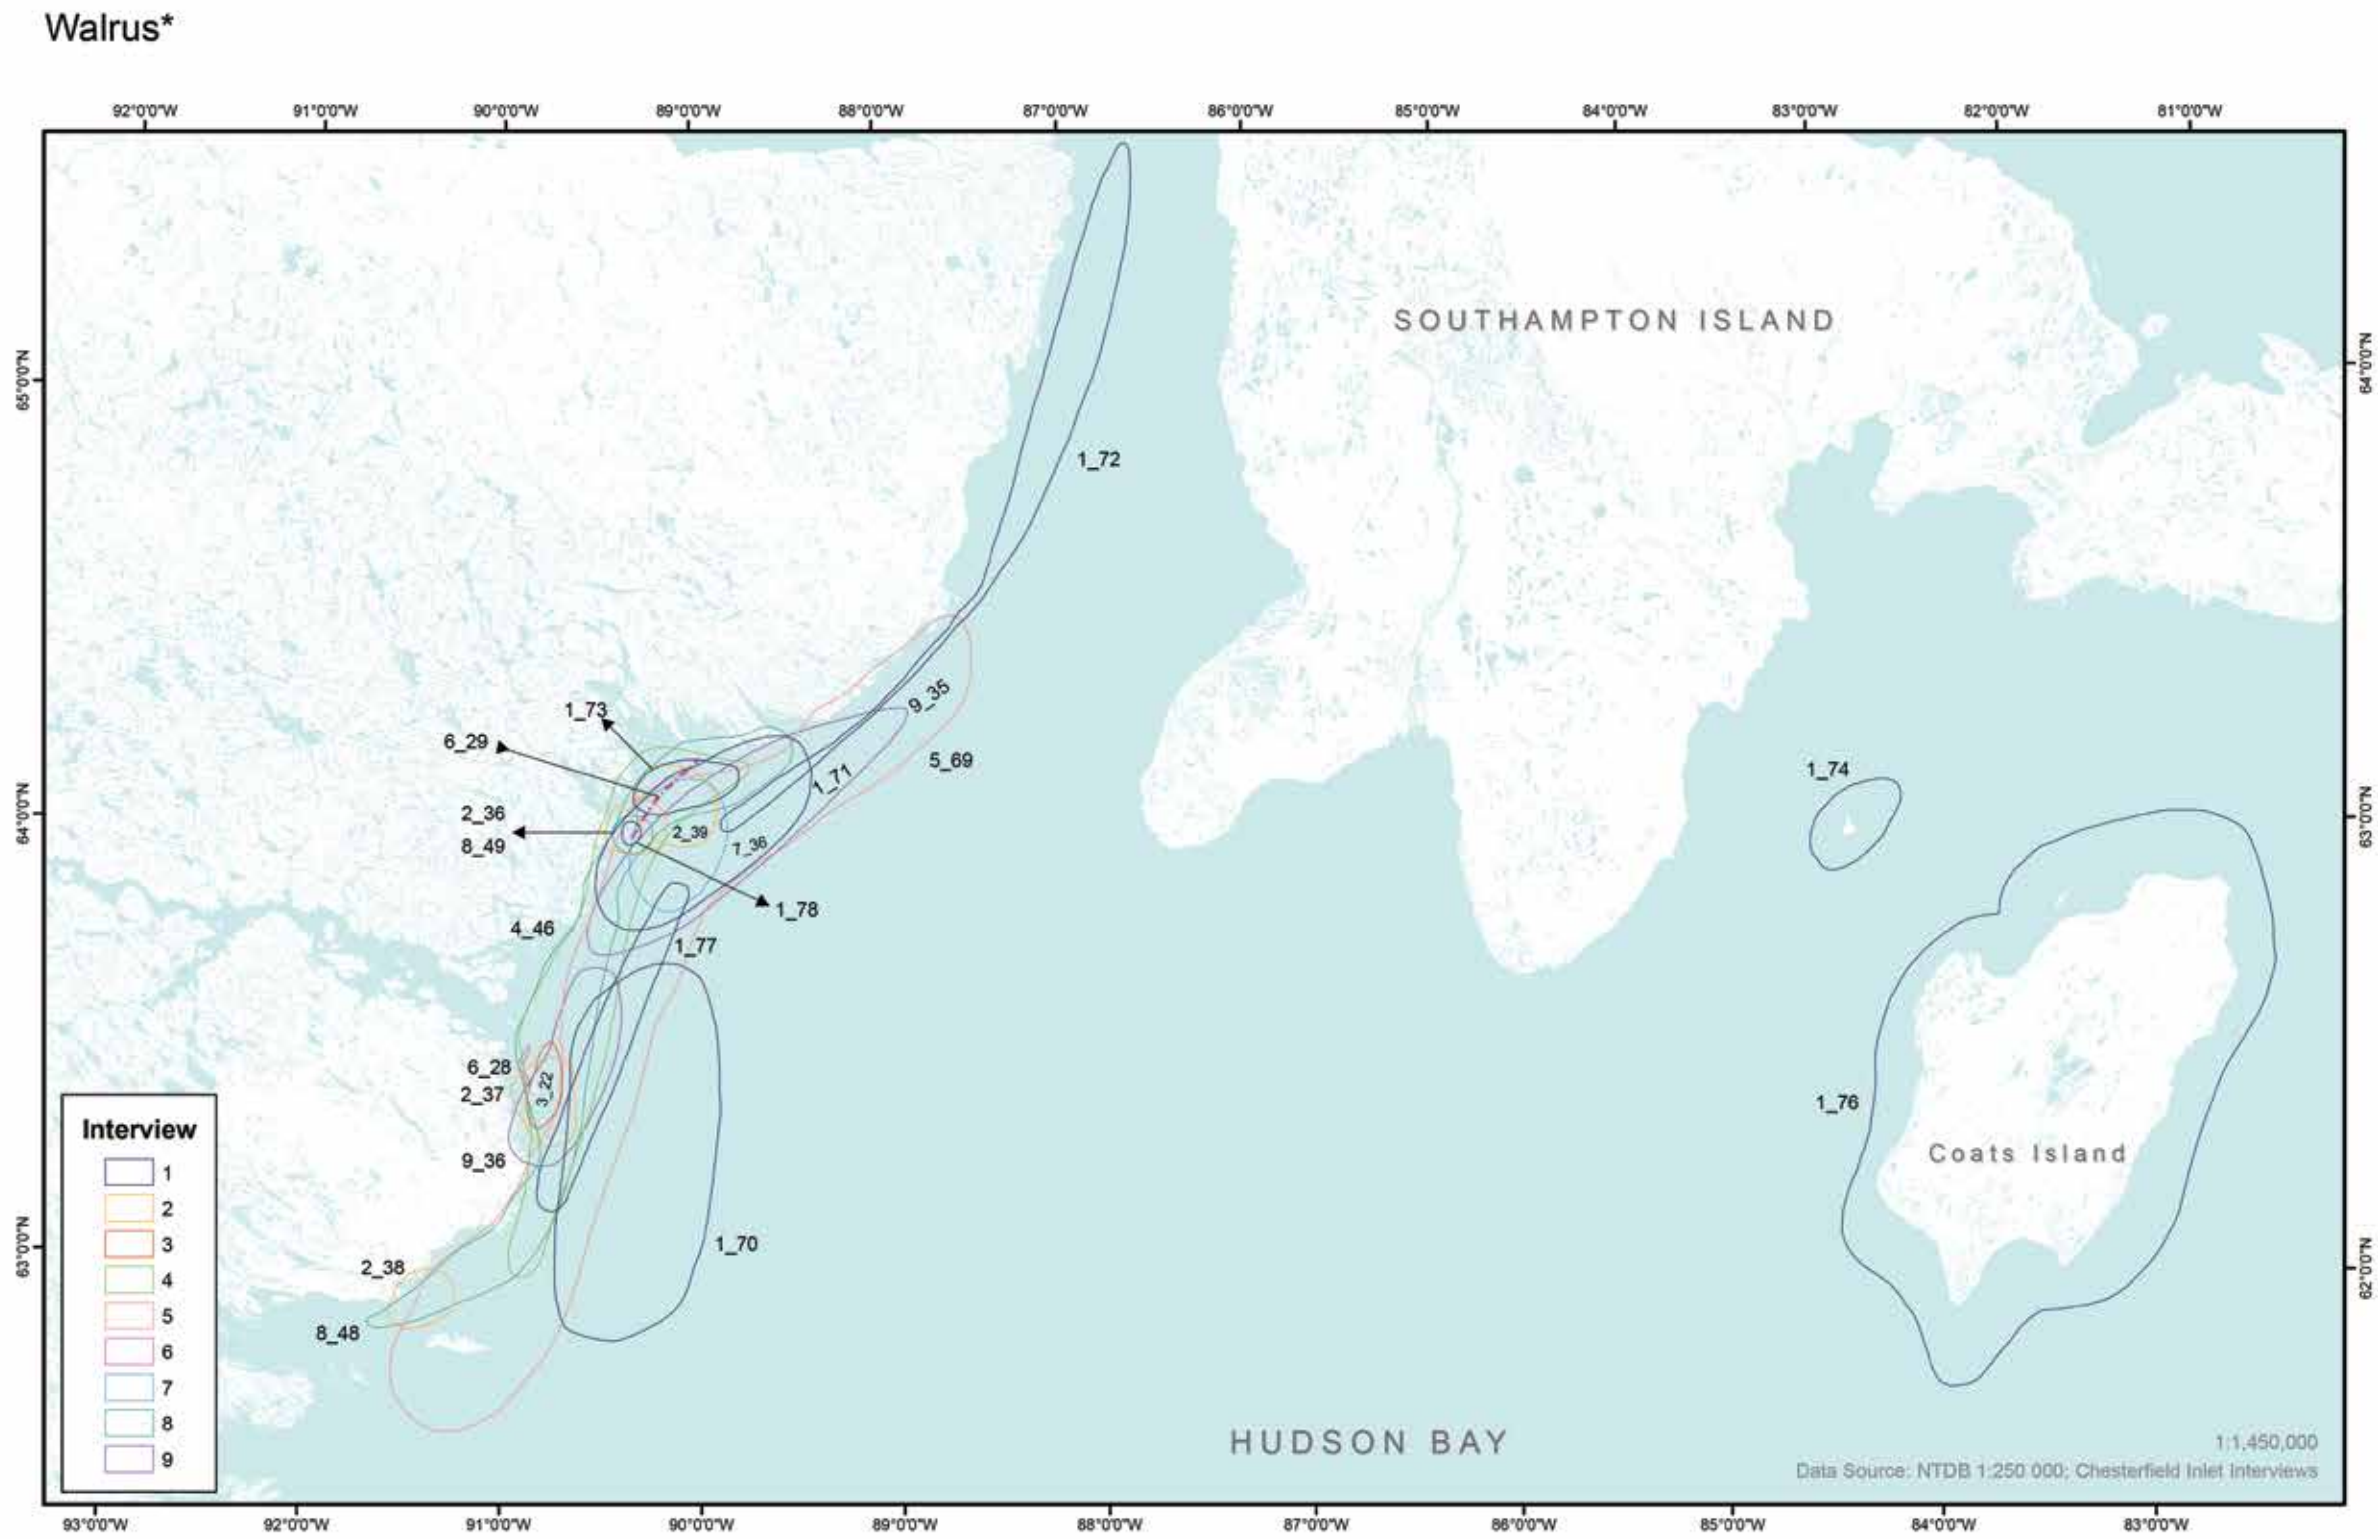 Walrus*
92°0'0"W 91°0'0"W 90°0'0"W 89°0'0"W 88°0'0"W 87°0'0"W 86°0'0"W 85°0'0"W 84°0'0"W 83°0'0"W 82°0'0"W 81°0'0"W
SOUTHAMPTON ISLAND
65°0'0"N
64°0'0"N
1_72
9_35
1_73
6_29
5_69
1_74
1_71
2_36
64°0'0"N
63°0'0"N
2_39
8_49
7_36
1_78
4_46
1_77
6_28
2_37
3_22
1_76
Interview
1
2
3
4
5
6
7
8
9
9_36
Coats Island
1_70
63°0'0"N
62°0'0"N
2_38
8_48
HUDSON BAY
1:1,450,000
Data Source: NTDB 1:250 000; Chesterfield Inlet Interviews
93°0'0"W 92°0'0"W 91°0'0"W 90°0'0"W 89°0'0"W 88°0'0"W 87°0'0"W 86°0'0"W 85°0'0"W 84°0'0"W 83°0'0"W